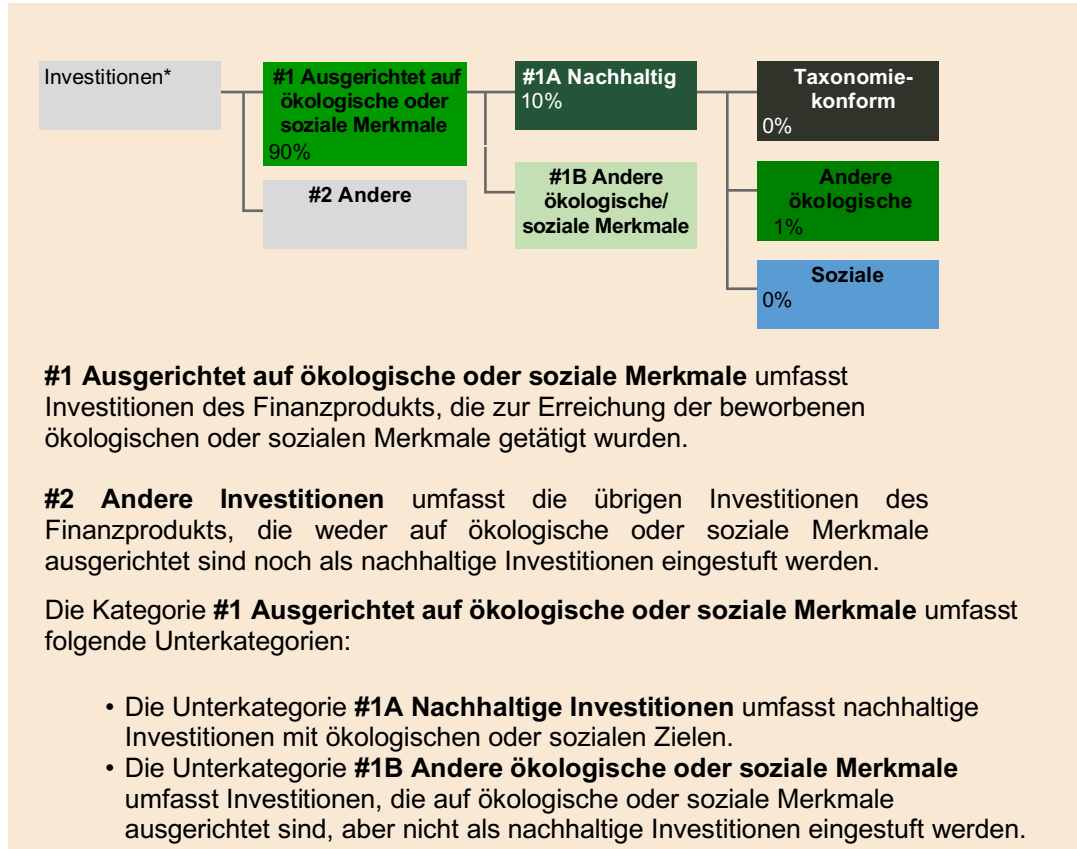 Investitionen*
#1 Ausgerichtet auf
ökologische oder
soziale Merkmale
90%
#2 Andere
#1A Nachhaltig
10%
#1B Andere
ökologische/
soziale Merkmale
Taxonomie-
konform
0%
Andere
ökologische
1%
Soziale
0%
#1 Ausgerichtet auf ökologische oder soziale Merkmale umfasst
Investitionen des Finanzprodukts, die zur Erreichung der beworbenen
ökologischen oder sozialen Merkmale getätigt wurden.
#2 Andere Investitionen umfasst die übrigen Investitionen des
Finanzprodukts, die weder auf ökologische oder soziale Merkmale
ausgerichtet sind noch als nachhaltige Investitionen eingestuft werden.
Die Kategorie #1 Ausgerichtet auf ökologische oder soziale Merkmale umfasst
folgende Unterkategorien:
• Die Unterkategorie #1A Nachhaltige Investitionen umfasst nachhaltige
Investitionen mit ökologischen oder sozialen Zielen.
• Die Unterkategorie #1B Andere ökologische oder soziale Merkmale
umfasst Investitionen, die auf ökologische oder soziale Merkmale
ausgerichtet sind, aber nicht als nachhaltige Investitionen eingestuft werden.